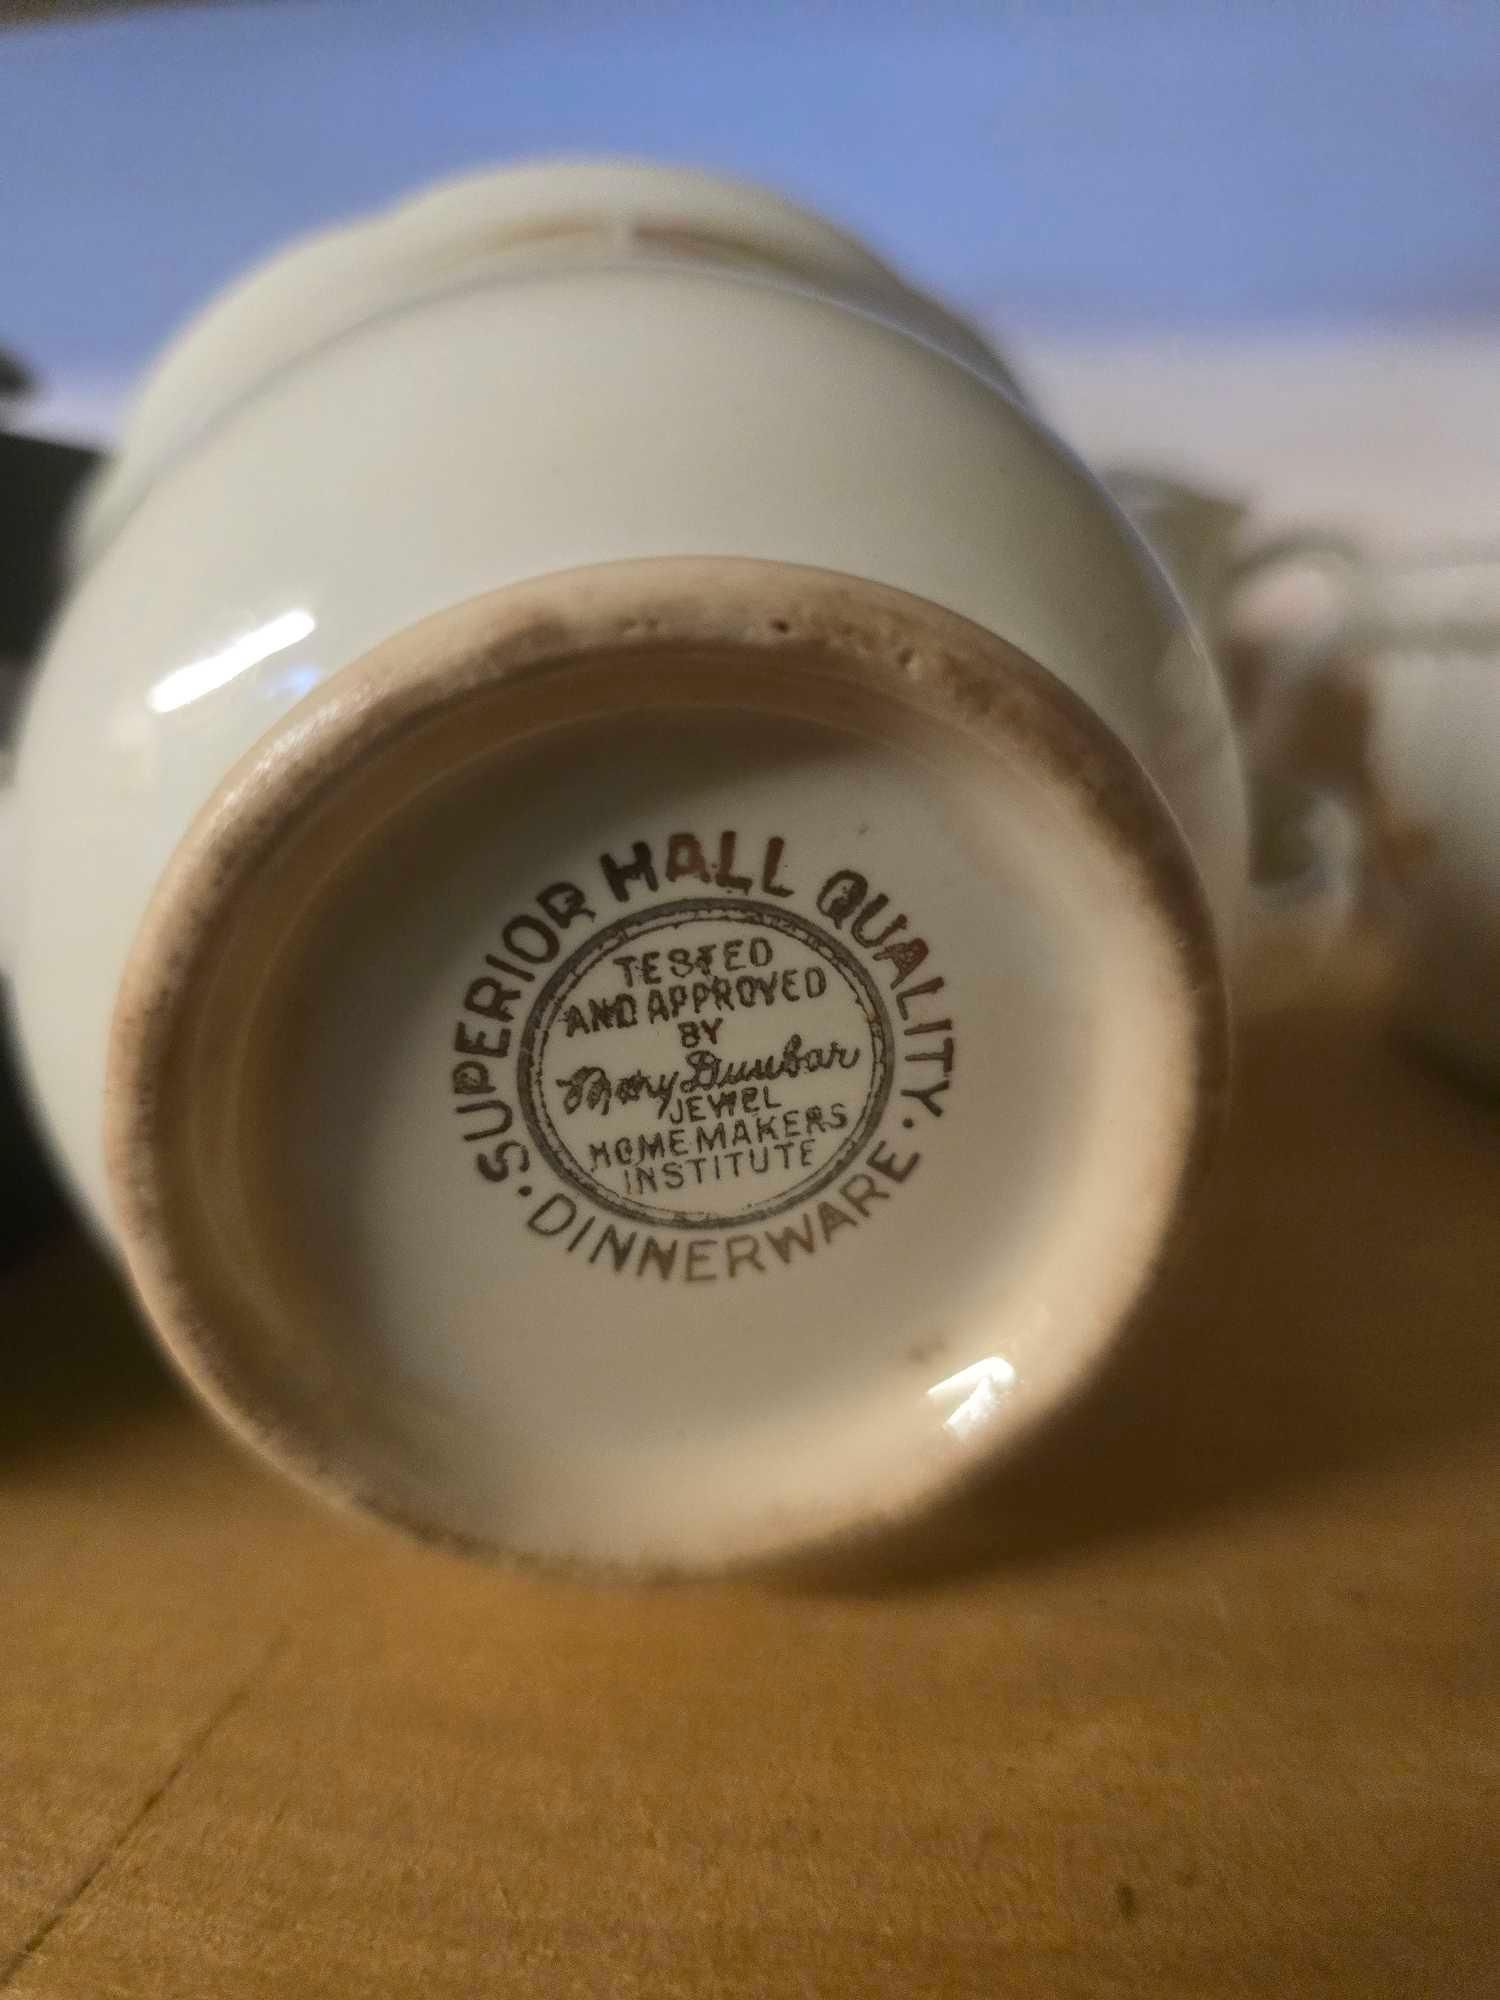 SUPERIOR HALL QUALITY
· DINNERWARE ·
TESTED
AND APPROVED
BY
Mary Dunbar
JEWEL
HOMEMAKERS
INSTITUTE